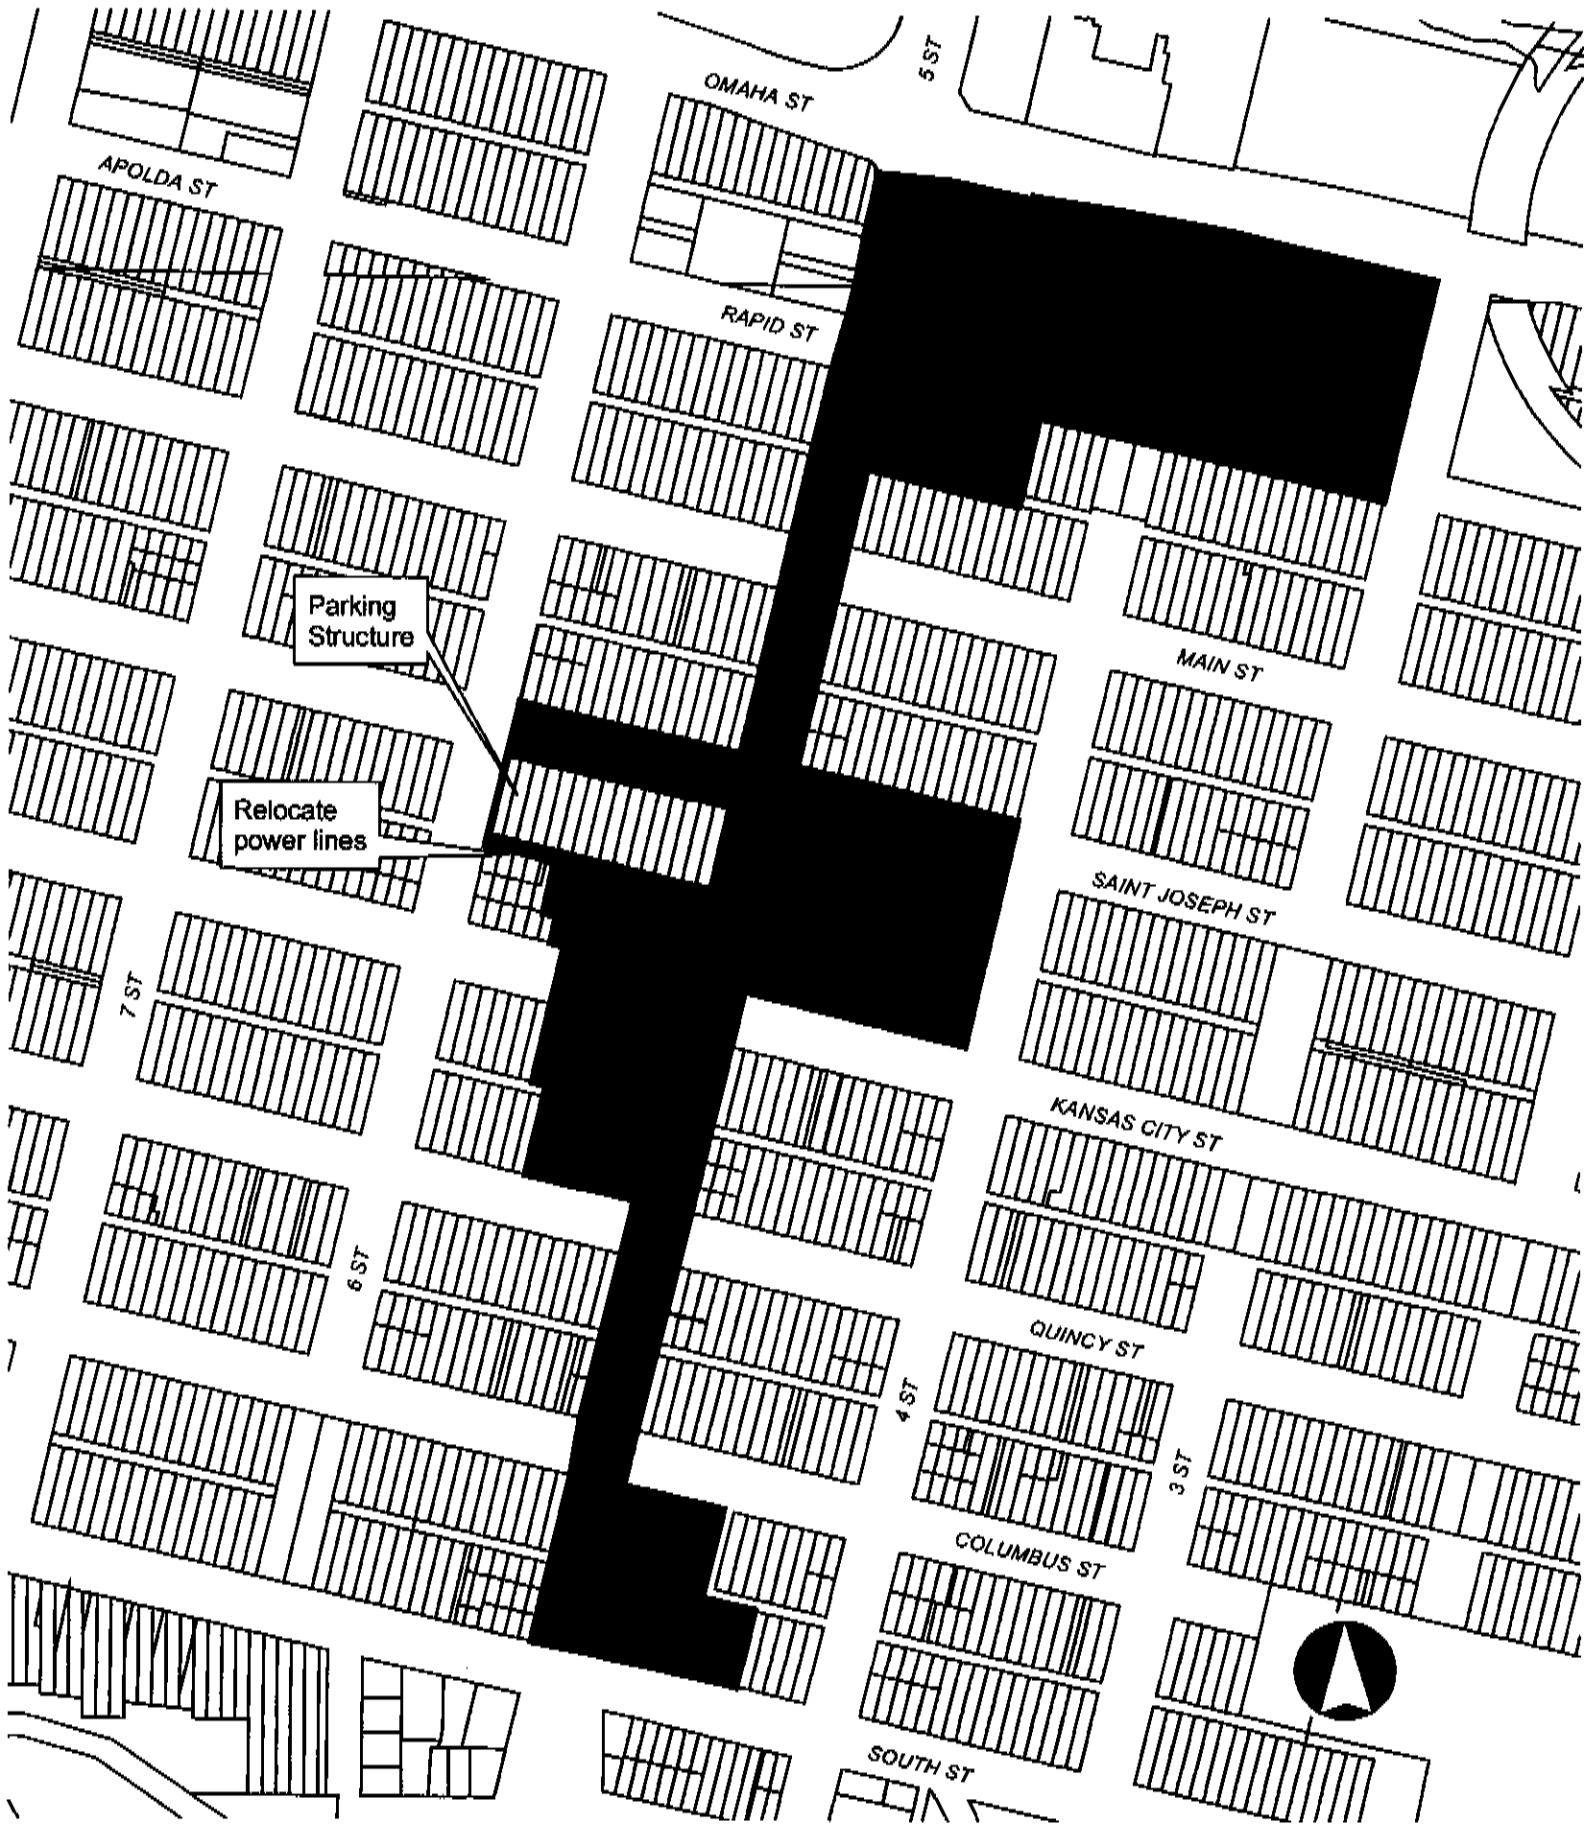 5 ST
OMAHA ST
APOLDA ST
RAPID ST
Parking
Structure
MAIN ST
Relocate
power lines
SAINT JOSEPH ST
7 ST
KANSAS CITY ST
6 ST
QUINCY ST
4 ST
3 ST
COLUMBUS ST
SOUTH ST